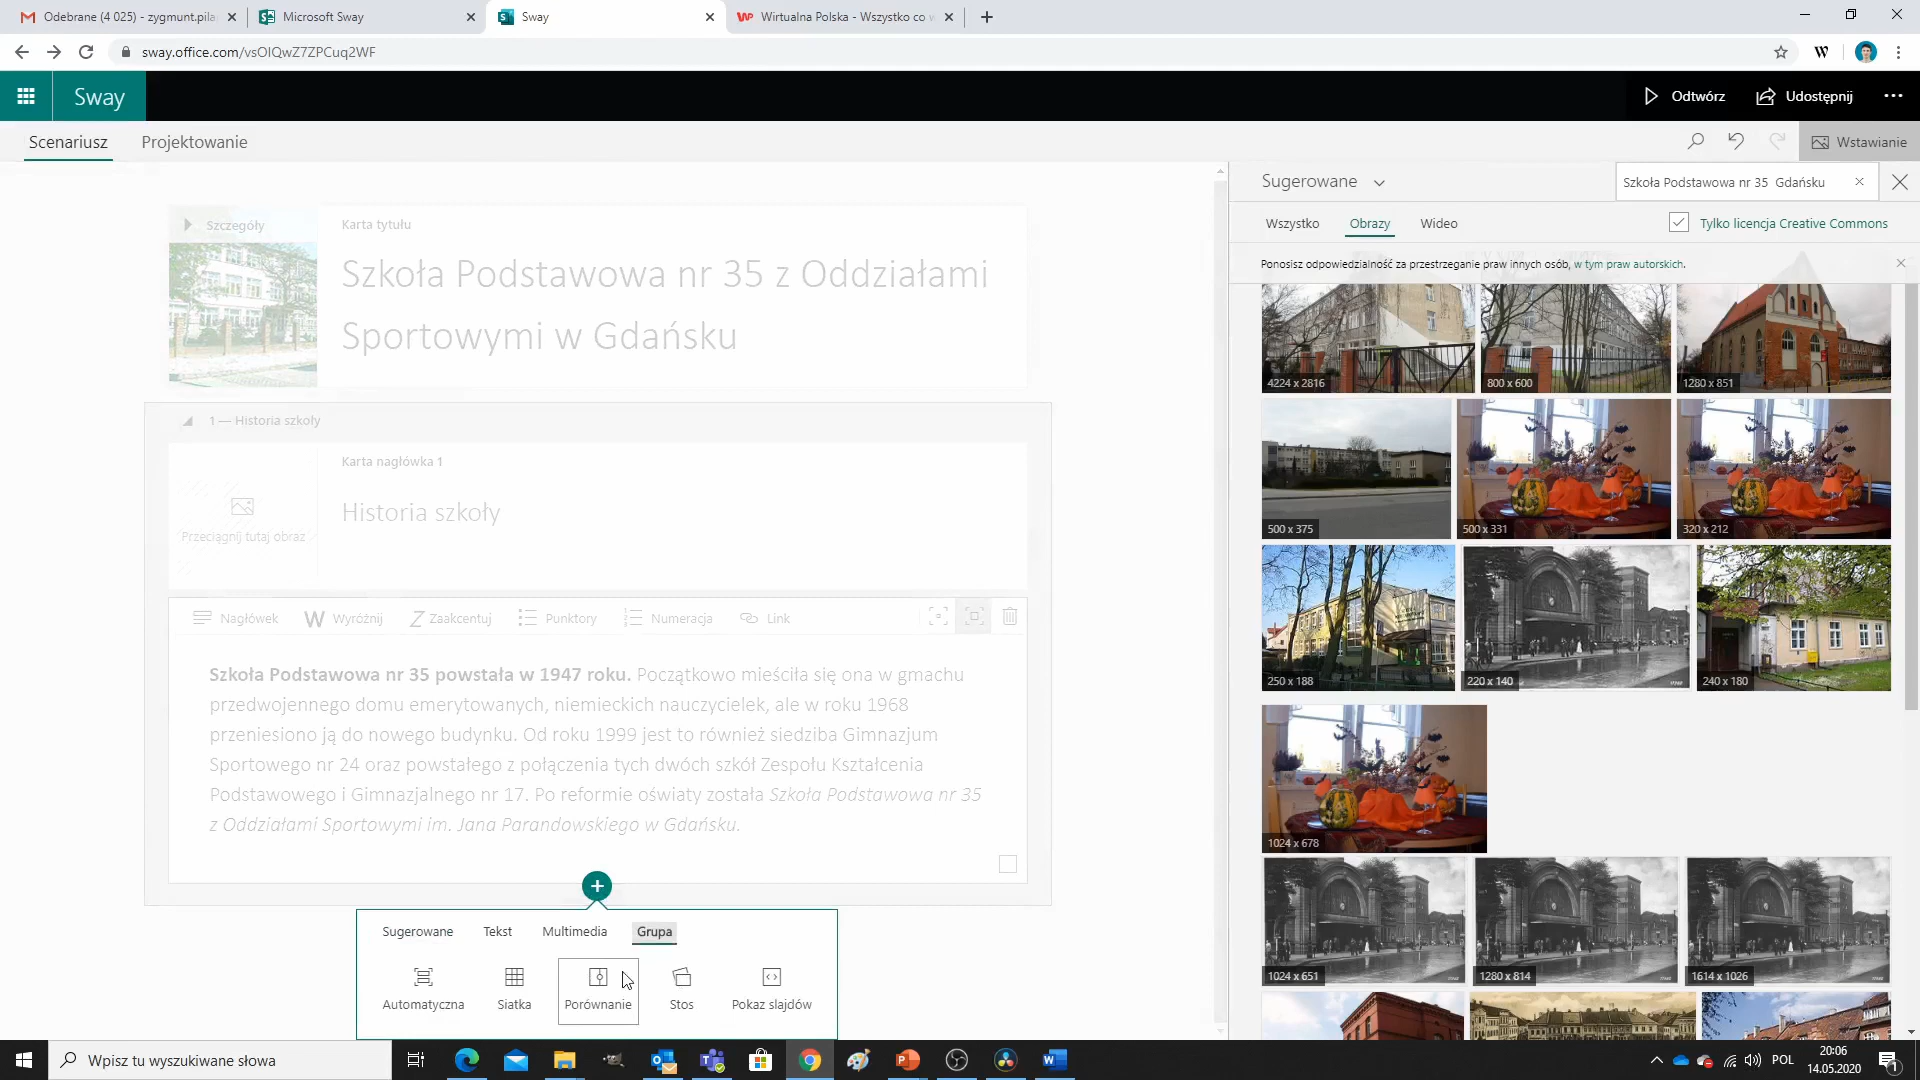 Odebrane (4 025) - zygmunt.pila
Microsoft Sway
Sway
Wirtualna Polska - Wszystko co w
sway.office.com/vsOIQwZ7ZPCuq2WF
Sway
Odtwórz
Udostępnij
Scenariusz
Projektowanie
Wstawianie
Sugerowane
Szkoła Podstawowa nr 35 Gdańsku
Wszystko
Obrazy
Wideo
Tylko licencja Creative Commons
Ponosisz odpowiedzialność za przestrzeganie praw innych osób, w tym praw autorskich.
Szczegóły
Karta tytułu
Szkoła Podstawowa nr 35 z Oddziałami
Sportowymi w Gdańsku
1 — Historia szkoły
Karta nagłówka 1
Historia szkoły
Przeciągnij tutaj obraz
Nagłówek
W Wyróżnij
Z Zaakcentuj
Punktory
Numeracja
Link
Szkoła Podstawowa nr 35 powstała w 1947 roku. Początkowo mieściła się ona w gmachu
przedwojennego domu emerytowanych, niemieckich nauczycielek, ale w roku 1968
przeniesiono ją do nowego budynku. Od roku 1999 jest to również siedziba Gimnazjum
Sportowego nr 24 oraz powstałego z połączenia tych dwóch szkół Zespołu Kształcenia
Podstawowego i Gimnazjalnego nr 17. Po reformie oświaty została Szkoła Podstawowa nr 35
z Oddziałami Sportowymi im. Jana Parandowskiego w Gdańsku.
Sugerowane
Tekst
Multimedia
Grupa
Automatyczna
Siatka
Porównanie
Stos
Pokaz slajdów
4224 x 2816
800 x 600
1280 x 851
500 x 375
500 x 331
320 x 212
250 x 188
220 x 140
240 x 180
1024 x 678
1024 x 651
1280 x 814
1614 x 1026
Wpisz tu wyszukiwane słowa
POL
20:06
14.05.2020
1